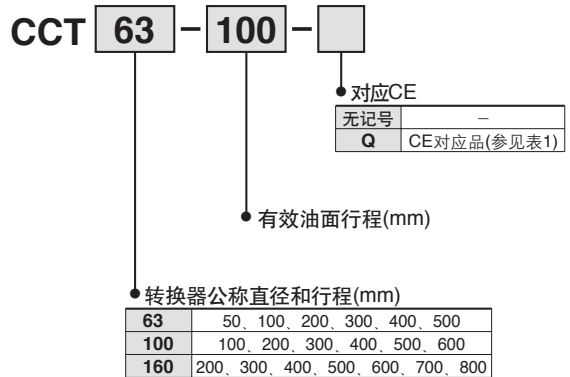 CCT 63 – 100 –
对应CE
无记号 –
Q CE对应品(参见表1)
有效油面行程(mm)
转换器公称直径和行程(mm)
63 50、100、200、300、400、500
100 100、200、300、400、500、600
160 200、300、400、500、600、700、800